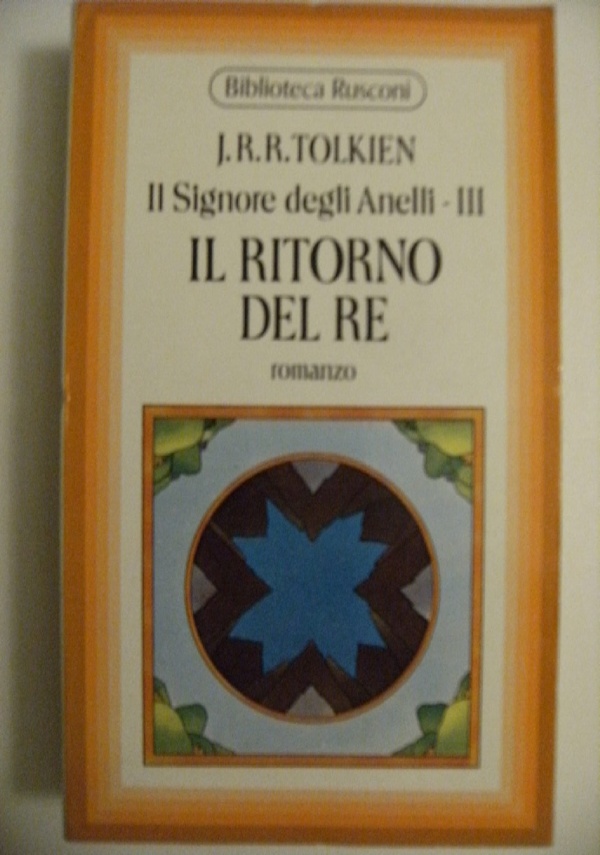 Biblioteca Rusconi
J.R.R.TOLKIEN
Il Signore degli Anelli - III
IL RITORNO
DEL RE
romanzo